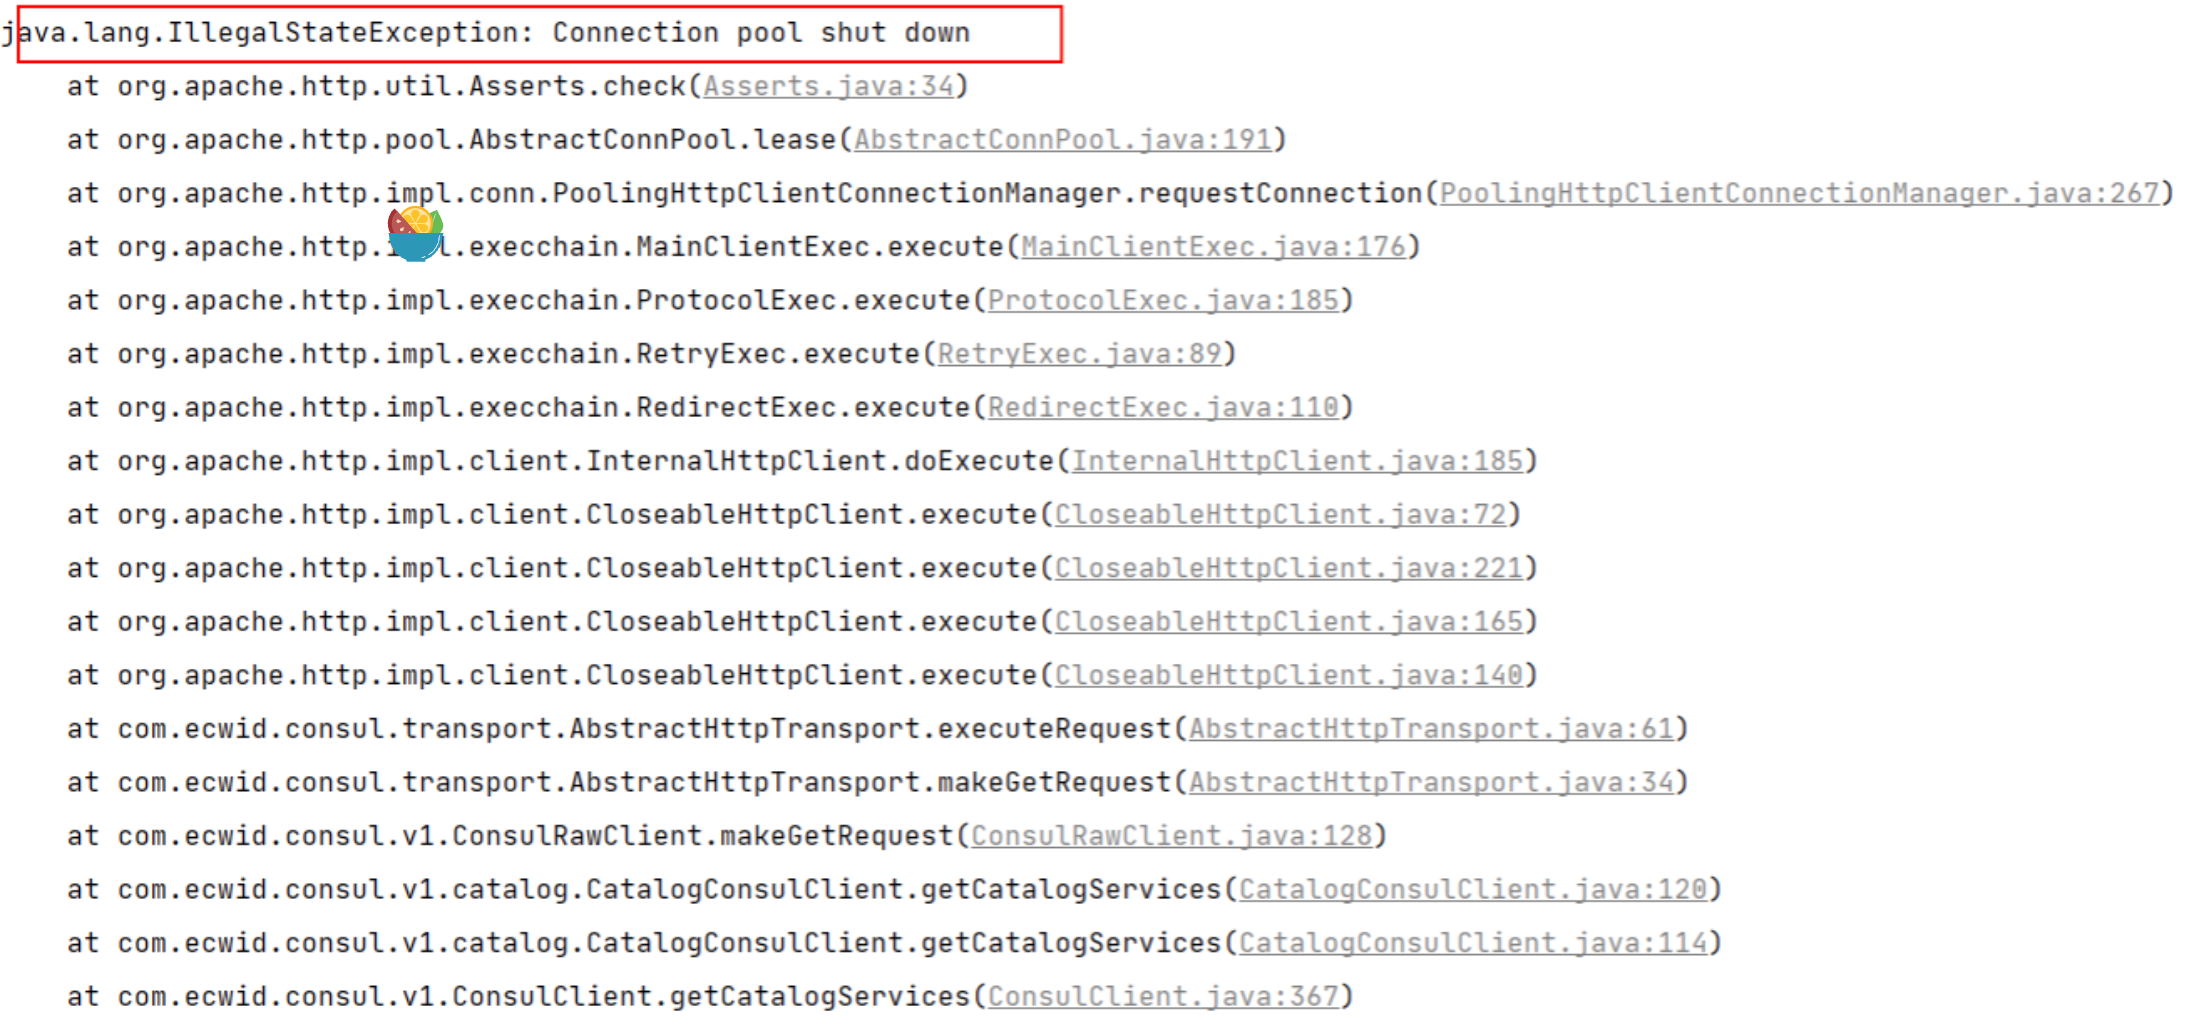 java.lang.IllegalStateException: Connection pool shut down
at org.apache.http.util.Asserts.check(Asserts.java:34)
at org.apache.http.pool.AbstractConnPool.lease(AbstractConnPool.java:191)
at org.apache.http.impl.conn.PoolingHttpClientConnectionManager.requestConnection(PoolingHttpClientConnectionManager.java:267)
at org.apache.http.impl.execchain.MainClientExec.execute(MainClientExec.java:176)
at org.apache.http.impl.execchain.ProtocolExec.execute(ProtocolExec.java:185)
at org.apache.http.impl.execchain.RetryExec.execute(RetryExec.java:89)
at org.apache.http.impl.execchain.RedirectExec.execute(RedirectExec.java:110)
at org.apache.http.impl.client.InternalHttpClient.doExecute(InternalHttpClient.java:185)
at org.apache.http.impl.client.CloseableHttpClient.execute(CloseableHttpClient.java:72)
at org.apache.http.impl.client.CloseableHttpClient.execute(CloseableHttpClient.java:221)
at org.apache.http.impl.client.CloseableHttpClient.execute(CloseableHttpClient.java:165)
at org.apache.http.impl.client.CloseableHttpClient.execute(CloseableHttpClient.java:140)
at com.ecwid.consul.transport.AbstractHttpTransport.executeRequest(AbstractHttpTransport.java:61)
at com.ecwid.consul.transport.AbstractHttpTransport.makeGetRequest(AbstractHttpTransport.java:34)
at com.ecwid.consul.v1.ConsulRawClient.makeGetRequest(ConsulRawClient.java:128)
at com.ecwid.consul.v1.catalog.CatalogConsulClient.getCatalogServices(CatalogConsulClient.java:120)
at com.ecwid.consul.v1.catalog.CatalogConsulClient.getCatalogServices(CatalogConsulClient.java:114)
at com.ecwid.consul.v1.ConsulClient.getCatalogServices(ConsulClient.java:367)